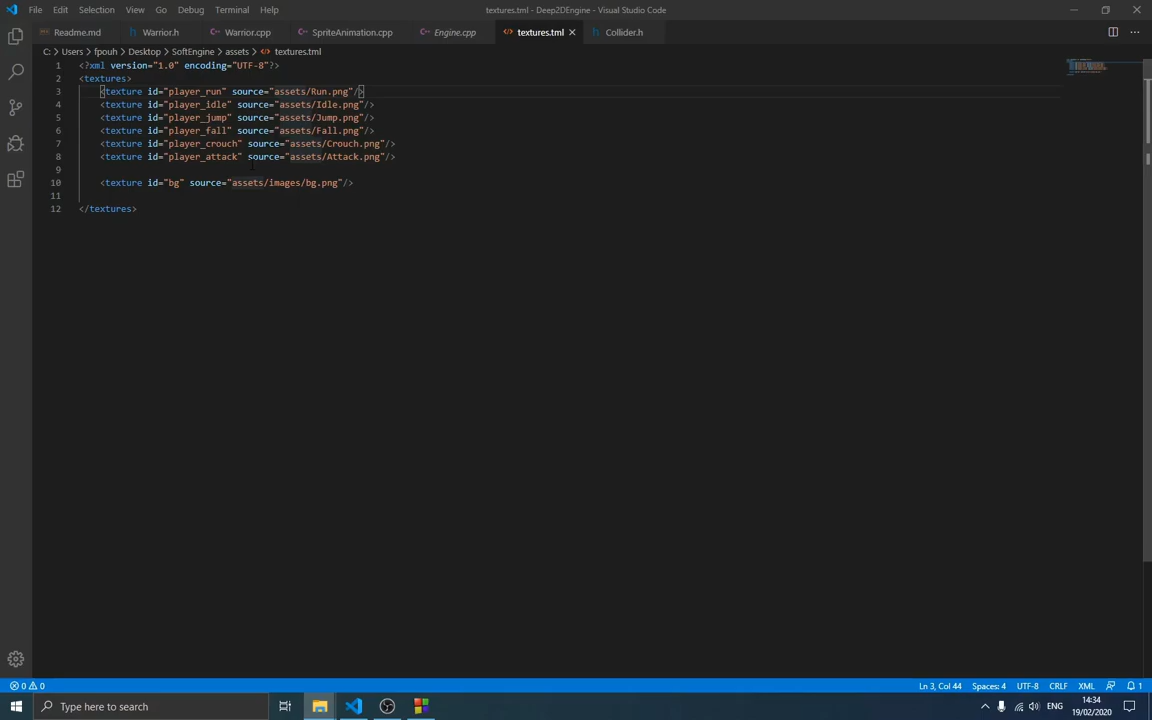 File Edit Selection View Go Debug Terminal Help
textures.tml - Deep2DEngine - Visual Studio Code
Readme.md Warrior.h Warrior.cpp SpriteAnimation.cpp Engine.cpp textures.tml Collider.h
C: > Users > fpouh > Desktop > SoftEngine > assets > textures.tml
1 <?xml version="1.0" encoding="UTF-8"?>
2 <textures>
3 <texture id="player_run" source="assets/Run.png"/>
4 <texture id="player_idle" source="assets/Idle.png"/>
5 <texture id="player_jump" source="assets/Jump.png"/>
6 <texture id="player_fall" source="assets/Fall.png"/>
7 <texture id="player_crouch" source="assets/Crouch.png"/>
8 <texture id="player_attack" source="assets/Attack.png"/>
9
10 <texture id="bg" source="assets/images/bg.png"/>
11
12 </textures>
0 0 Ln 3, Col 44 Spaces: 4 UTF-8 CRLF XML 1
Type here to search
ENG
14:34
19/02/2020